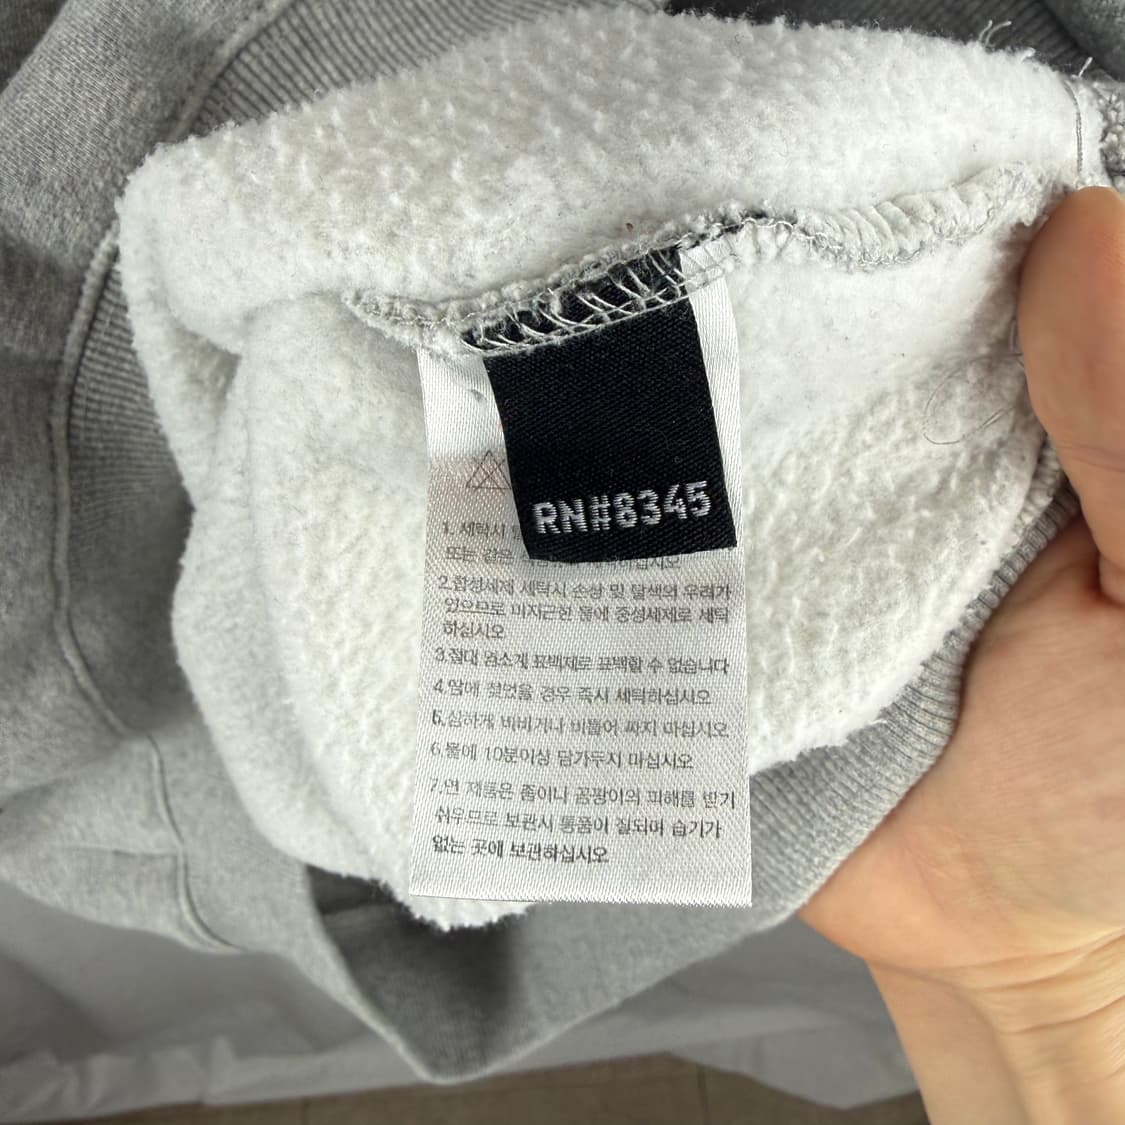 RN#8345
1. 세탁시
또는
2.합성세제 세탁시 손상 및 탈색의 우려가
있으므로 미지근한 물에 중성세제로 세탁
하십시오
3.절대 염소계 표백제로 표백할 수 없습니다
4.땀에 젖었을 경우 즉시 세탁하십시오
5.심하게 비비거나 비틀어 짜지 마십시오
6.물에 10분이상 담가두지 마십시오
7.면 제품은 좀이나 곰팡이의 피해를 받기
쉬우므로 보관시 통풍이 잘되며 습기가
없는 곳에 보관하십시오